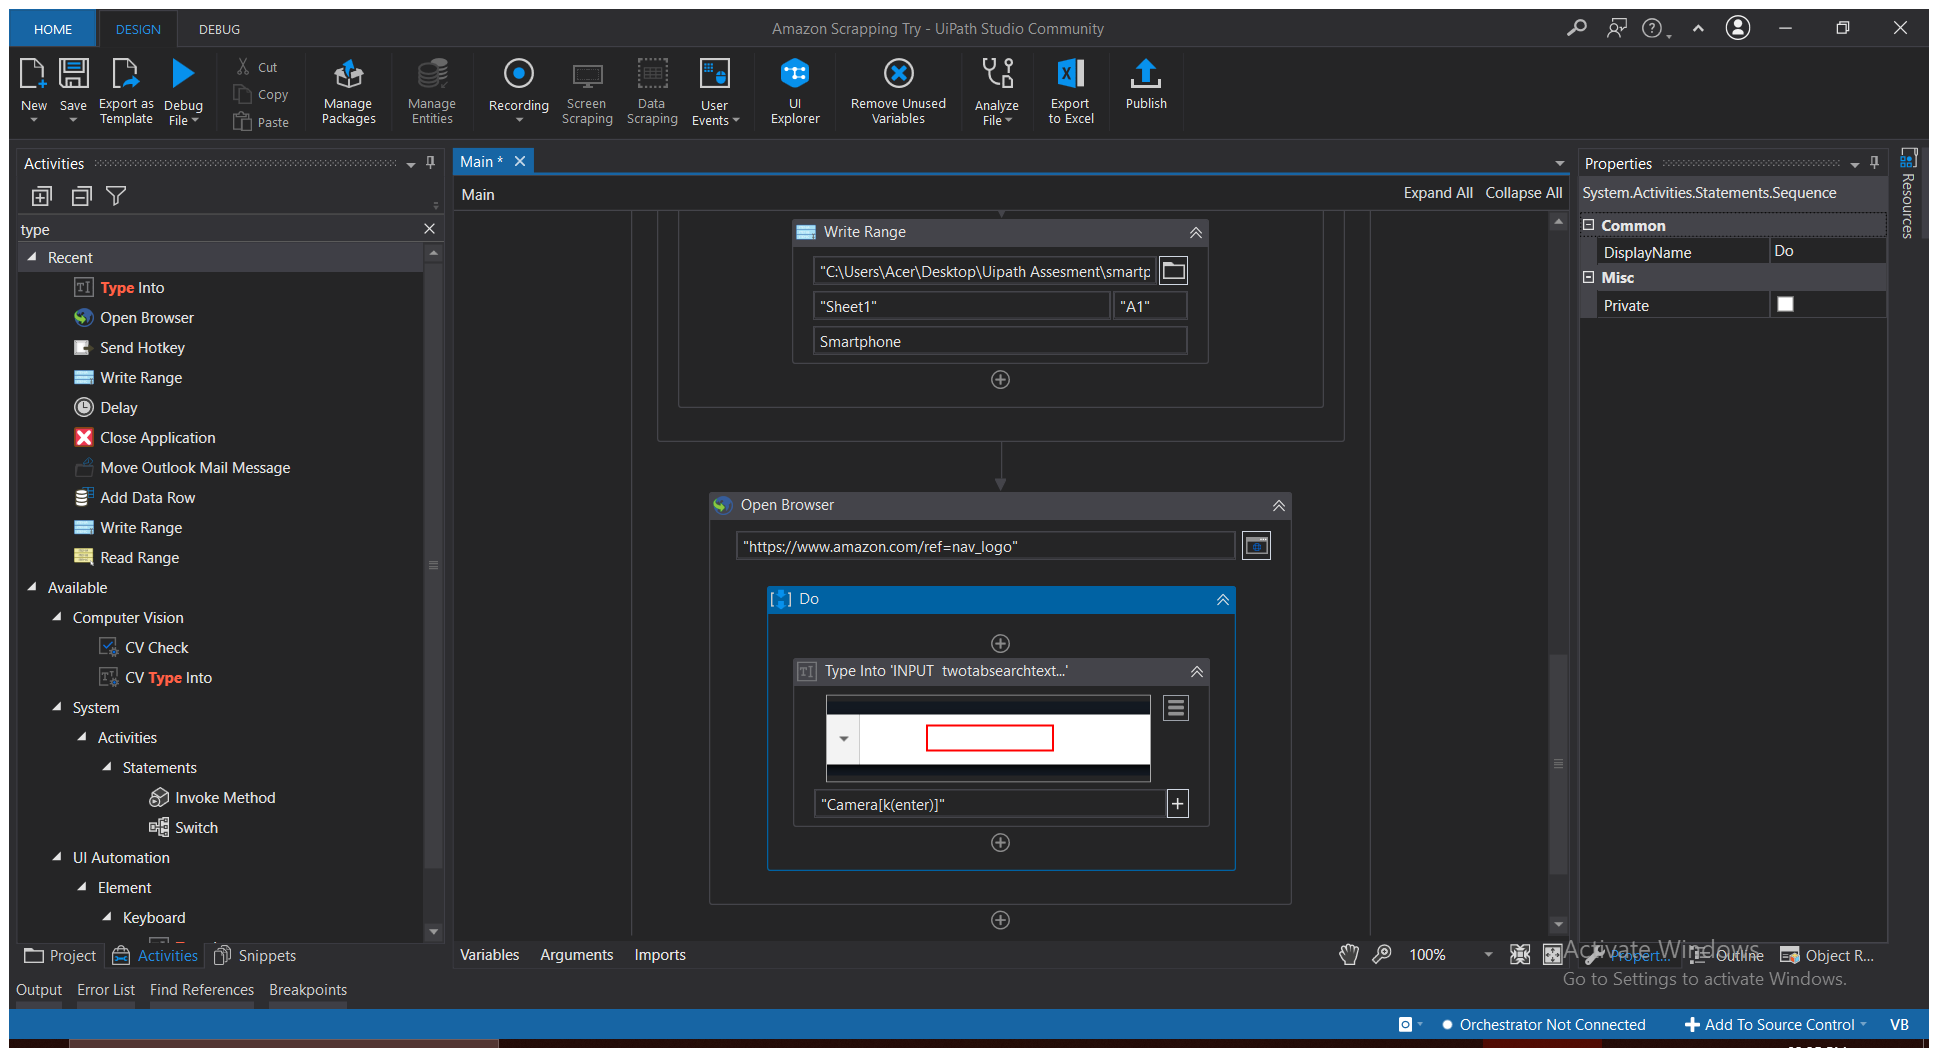 HOME DESIGN DEBUG Amazon Scrapping Try - UiPath Studio Community
New
Save
Export as
Template
Debug
File
Cut
Copy
Paste
Manage
Packages
Manage
Entities
Recording
Screen
Scraping
Data
Scraping
User
Events
UI
Explorer
Remove Unused
Variables
Analyze
File
Export
to Excel
Publish
Activities
type
Recent
Type Into
Open Browser
Send Hotkey
Write Range
Delay
Close Application
Move Outlook Mail Message
Add Data Row
Write Range
Read Range
Available
Computer Vision
CV Check
CV Type Into
System
Activities
Statements
Invoke Method
Switch
UI Automation
Element
Keyboard
Project Activities Snippets
Main *
Main Expand All Collapse All
Write Range
"C:\Users\Acer\Desktop\Uipath Assesment\smartp
"Sheet1" "A1"
Smartphone
Open Browser
"https://www.amazon.com/ref=nav_logo"
Do
Type Into 'INPUT twotabsearchtext...'
"Camera[k(enter)]"
Variables Arguments Imports 100%
Properties
System.Activities.Statements.Sequence
Common
DisplayName Do
Misc
Private
Resources
Propert... Outline Object R...
Activate Windows
Go to Settings to activate Windows.
Output Error List Find References Breakpoints
Orchestrator Not Connected Add To Source Control VB